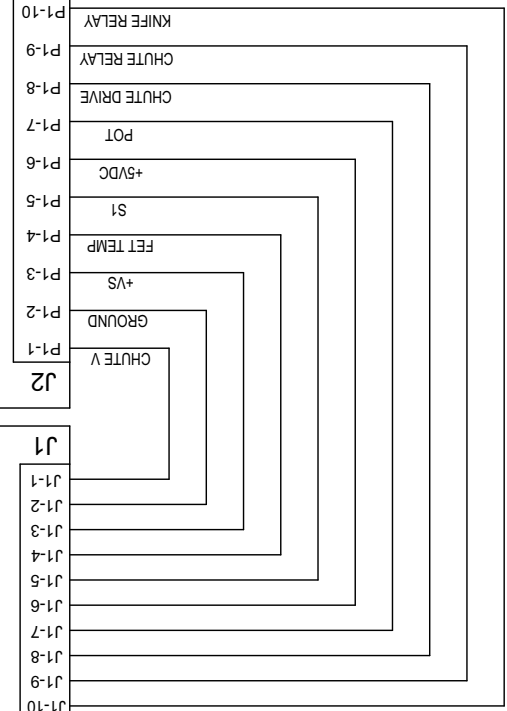 J1-10
J1-9
J1-8
J1-7
J1-6
J1-5
J1-4
J1-3
J1-2
J1-1
J1
J2
CHUTE V P1-1
GROUND P1-2
+VS P1-3
FET TEMP P1-4
S1 P1-5
+5VDC P1-6
POT P1-7
CHUTE DRIVE P1-8
CHUTE RELAY P1-9
KNIFE RELAY P1-10